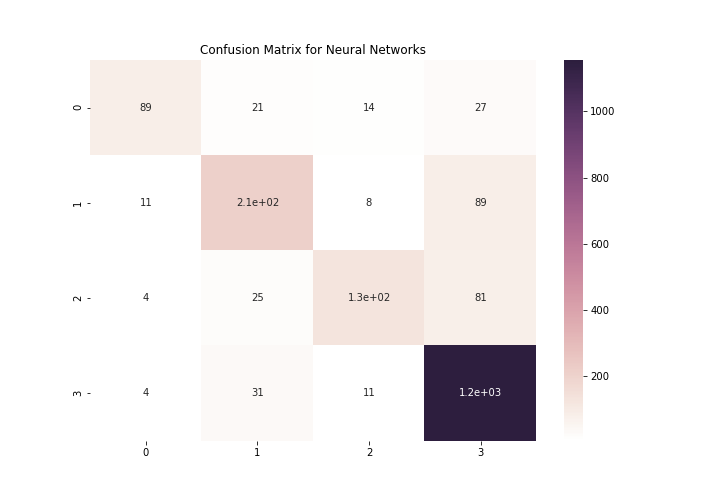 Confusion Matrix for Neural Networks
0 89 21 14 27
1 11 2.1e+02 8 89
2 4 25 1.3e+02 81
3 4 31 11 1.2e+03
0 1 2 3
1000
800
600
400
200